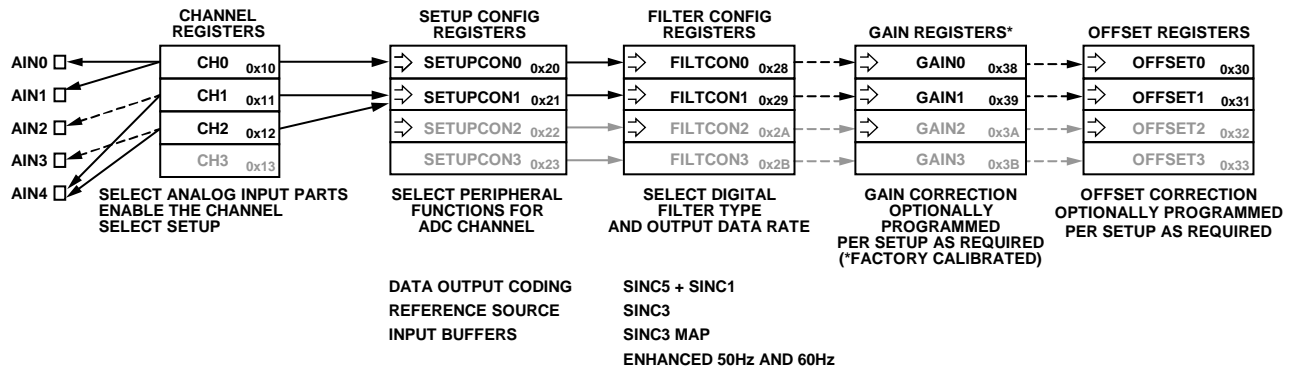 CHANNEL
REGISTERS
SETUP CONFIG
REGISTERS
FILTER CONFIG
REGISTERS
GAIN REGISTERS*
OFFSET REGISTERS
AIN0
AIN1
AIN2
AIN3
AIN4
CH0 0x10
CH1 0x11
CH2 0x12
CH3 0x13
SELECT ANALOG INPUT PARTS
ENABLE THE CHANNEL
SELECT SETUP
SETUPCON0 0x20
SETUPCON1 0x21
SETUPCON2 0x22
SETUPCON3 0x23
SELECT PERIPHERAL
FUNCTIONS FOR
ADC CHANNEL
FILTCON0 0x28
FILTCON1 0x29
FILTCON2 0x2A
FILTCON3 0x2B
SELECT DIGITAL
FILTER TYPE
AND OUTPUT DATA RATE
GAIN0 0x38
GAIN1 0x39
GAIN2 0x3A
GAIN3 0x3B
GAIN CORRECTION
OPTIONALLY
PROGRAMMED
PER SETUP AS REQUIRED
(*FACTORY CALIBRATED)
OFFSET0 0x30
OFFSET1 0x31
OFFSET2 0x32
OFFSET3 0x33
OFFSET CORRECTION
OPTIONALLY PROGRAMMED
PER SETUP AS REQUIRED
DATA OUTPUT CODING
REFERENCE SOURCE
INPUT BUFFERS
SINC5 + SINC1
SINC3
SINC3 MAP
ENHANCED 50Hz AND 60Hz